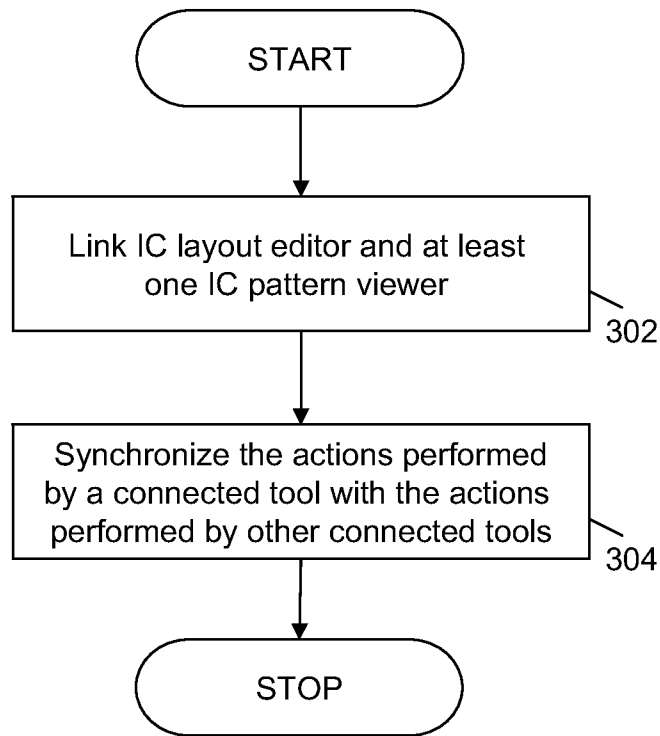 START
Link IC layout editor and at least
one IC pattern viewer
302
Synchronize the actions performed
by a connected tool with the actions
performed by other connected tools
304
STOP